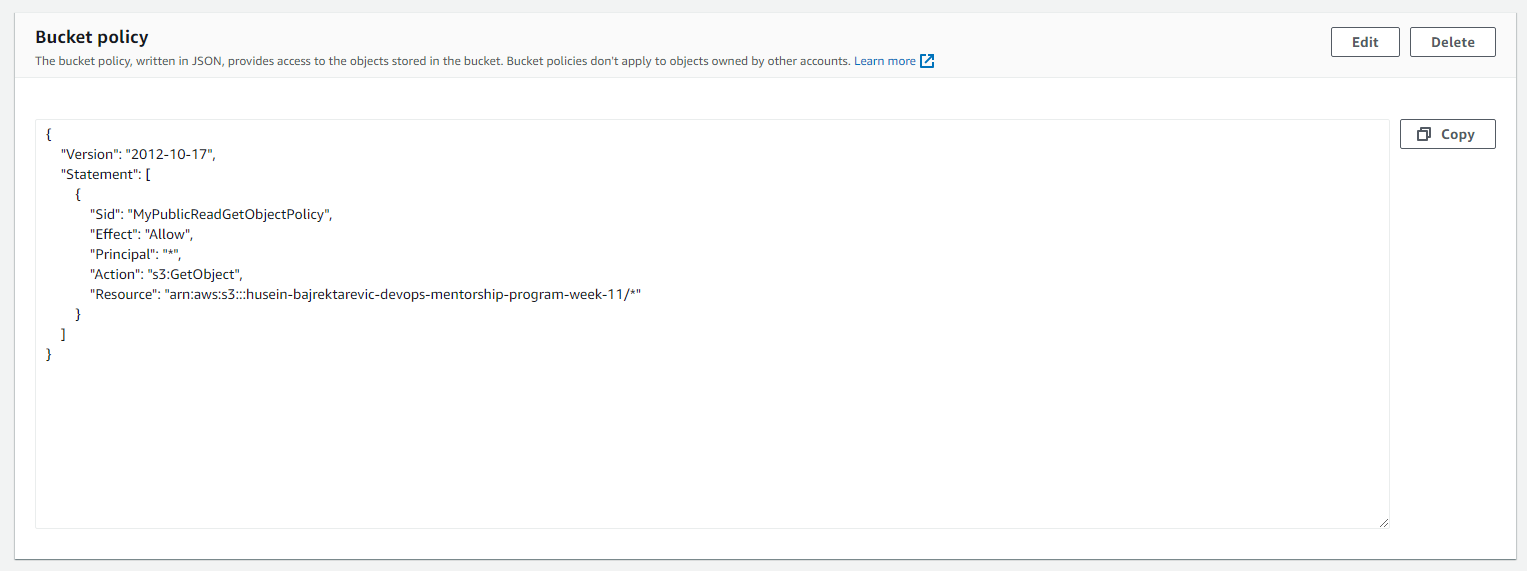 Bucket policy
The bucket policy, written in JSON, provides access to the objects stored in the bucket. Bucket policies don't apply to objects owned by other accounts. Learn more
Edit
Delete
Copy
{
"Version": "2012-10-17",
"Statement": [
{
"Sid": "MyPublicReadGetObjectPolicy",
"Effect": "Allow",
"Principal": "*",
"Action": "s3:GetObject",
"Resource": "arn:aws:s3:::husein-bajrektarevic-devops-mentorship-program-week-11/*"
}
]
}